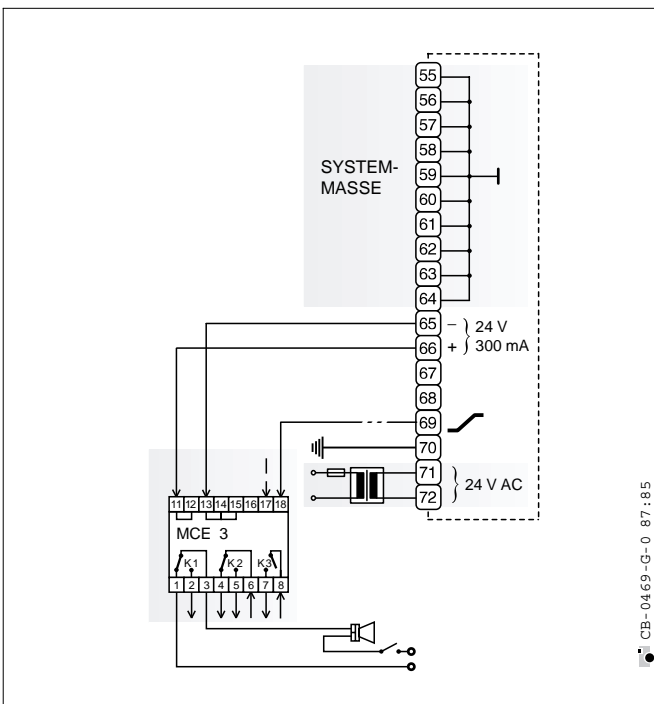 55
56
57
58
SYSTEM-
MASSE
59
60
61
62
63
64
65 – } 24 V
66 + } 300 mA
67
68
69
70
71 } 24 V AC
72
11 12 13 14 15 16 17 18
MCE 3
K1 K2 K3
1 2 3 4 5 6 7 8
CB-0469-G-0 87:85